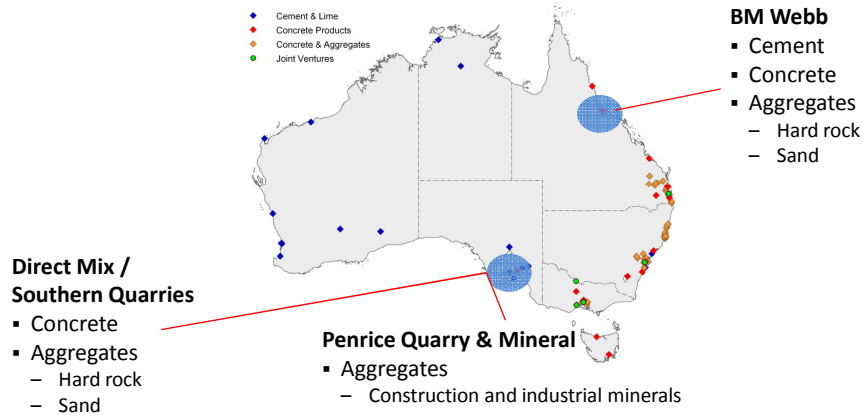 Cement & Lime
Concrete Products
Concrete & Aggregates
Joint Ventures
BM Webb
▪ Cement
▪ Concrete
▪ Aggregates
– Hard rock
– Sand
Direct Mix /
Southern Quarries
▪ Concrete
▪ Aggregates
– Hard rock
– Sand
Penrice Quarry & Mineral
▪ Aggregates
– Construction and industrial minerals